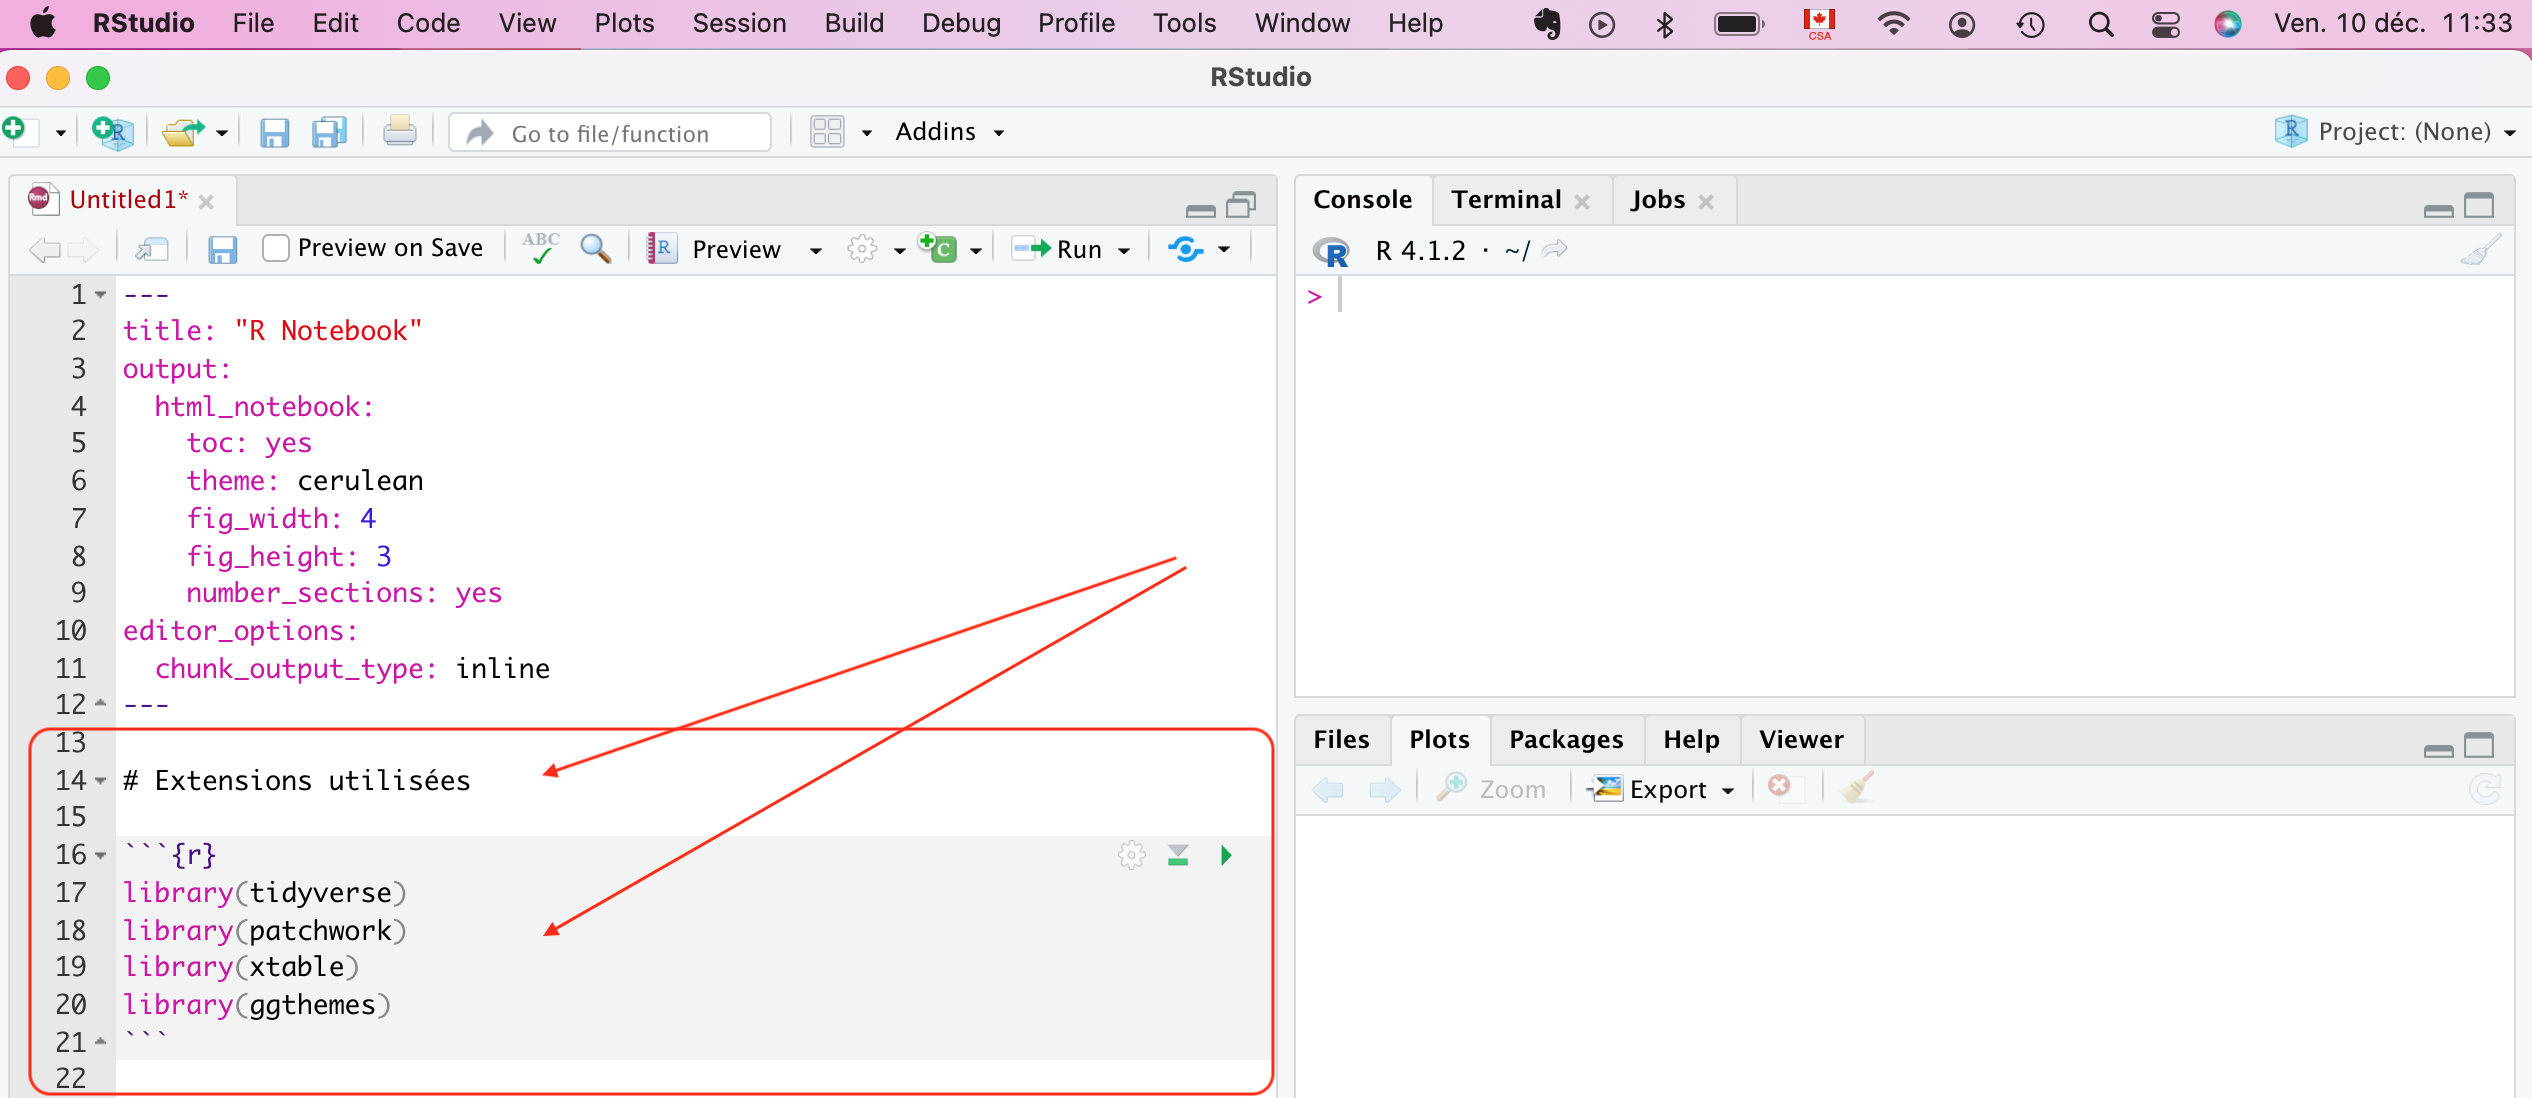 RStudio File Edit Code View Plots Session Build Debug Profile Tools Window Help CSA Ven. 10 déc. 11:33
RStudio
Go to file/function Addins Project: (None)
Untitled1*
Preview on Save ABC Preview Run
1 ---
2 title: "R Notebook"
3 output:
4   html_notebook:
5     toc: yes
6     theme: cerulean
7     fig_width: 4
8     fig_height: 3
9     number_sections: yes
10 editor_options:
11   chunk_output_type: inline
12 ---
13
14 # Extensions utilisées
15
16 ```{r}
17 library(tidyverse)
18 library(patchwork)
19 library(xtable)
20 library(ggthemes)
21 ```
22
Console Terminal Jobs
R 4.1.2 · ~/
>
Files Plots Packages Help Viewer
Zoom Export